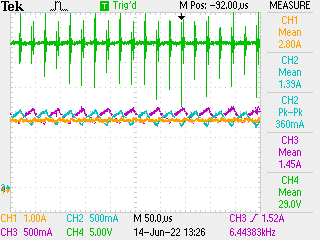 Tek T Trig'd M Pos: -92.00µs MEASURE
CH1
Mean
2.80A
CH2
Mean
1.39A
CH2
Pk-Pk
360mA
CH3
Mean
1.45A
CH4
Mean
29.0V
CH1 1.00A CH2 500mA M 50.0µs CH3 / 1.52A
CH3 500mA CH4 5.00V 14-Jun-22 13:26 6.44383kHz